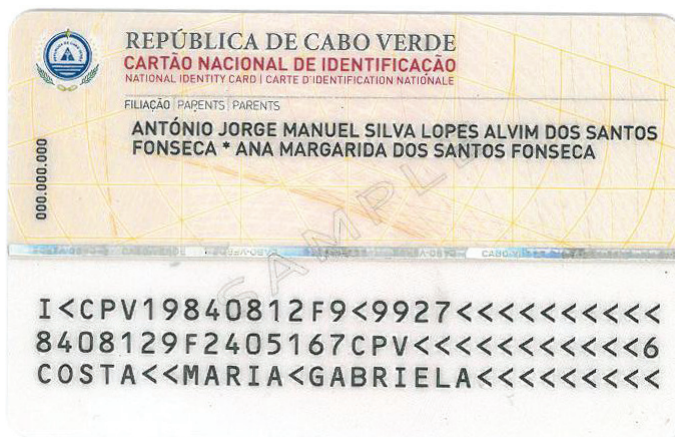 REPÚBLICA DE CABO VERDE
CARTÃO NACIONAL DE IDENTIFICAÇÃO
NATIONAL IDENTITY CARD | CARTE D'IDENTIFICATION NATIONALE
FILIAÇÃO | PARENTS | PARENTS
ANTÓNIO JORGE MANUEL SILVA LOPES ALVIM DOS SANTOS
FONSECA * ANA MARGARIDA DOS SANTOS FONSECA
000.000.000
SAMPLE
I<CPV19840812F9<9927<<<<<<<<<<
8408129F2405167CPV<<<<<<<<<<<6
COSTA<<MARIA<GABRIELA<<<<<<<<<